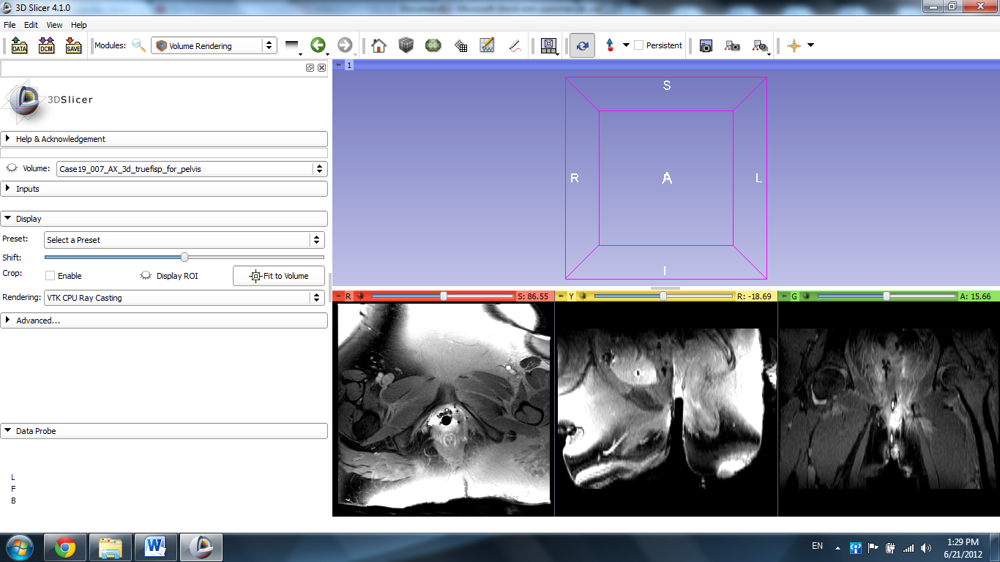 3D Slicer 4.1.0
File Edit View Help
DATA DCM SAVE Modules: Volume Rendering Persistent
1
3DSlicer
Help & Acknowledgement
Volume: Case19_007_AX_3d_truefisp_for_pelvis
Inputs
Display
Preset: Select a Preset
Shift:
Crop: Enable Display ROI Fit to Volume
Rendering: VTK CPU Ray Casting
Advanced...
Data Probe
L
F
B
S
R A L
I
R S: 86.55 Y R: -18.69 G A: 15.66
EN 1:29 PM
6/21/2012